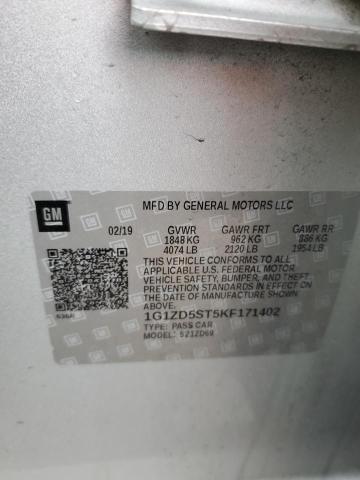 GM
MFD BY GENERAL MOTORS LLC
02/19 GVWR GAWR FRT GAWR RR
1848 KG 962 KG 886 KG
4074 LB 2120 LB 1954 LB
THIS VEHICLE CONFORMS TO ALL
APPLICABLE U.S. FEDERAL MOTOR
VEHICLE SAFETY, BUMPER, AND THEFT
PREVENTION STANDARDS IN EFFECT ON
THE DATE OF MANUFACTURE SHOWN
ABOVE.
1G1ZD5ST5KF171402
TYPE: PASS CAR
MODEL: 521ZD69